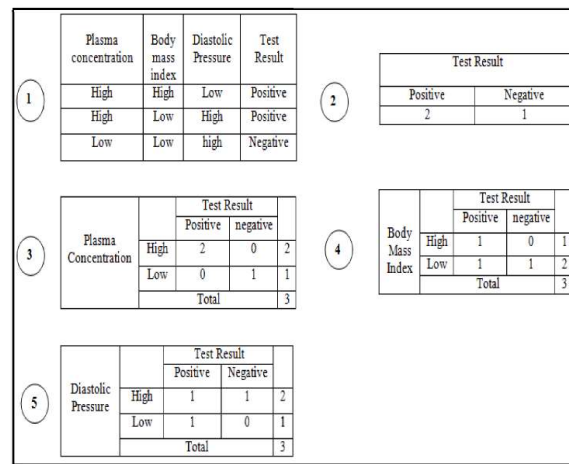 1
Plasma concentration Body mass index Diastolic Pressure Test Result
High High Low Positive
High Low High Positive
Low Low high Negative
2
Test Result
Positive Negative
2 1
3
Plasma Concentration
Test Result
Positive negative
High 2 0 2
Low 0 1 1
Total 3
4
Body Mass Index
Test Result
Positive negative
High 1 0 1
Low 1 1 2
Total 3
5
Diastolic Pressure
Test Result
Positive Negative
High 1 1 2
Low 1 0 1
Total 3